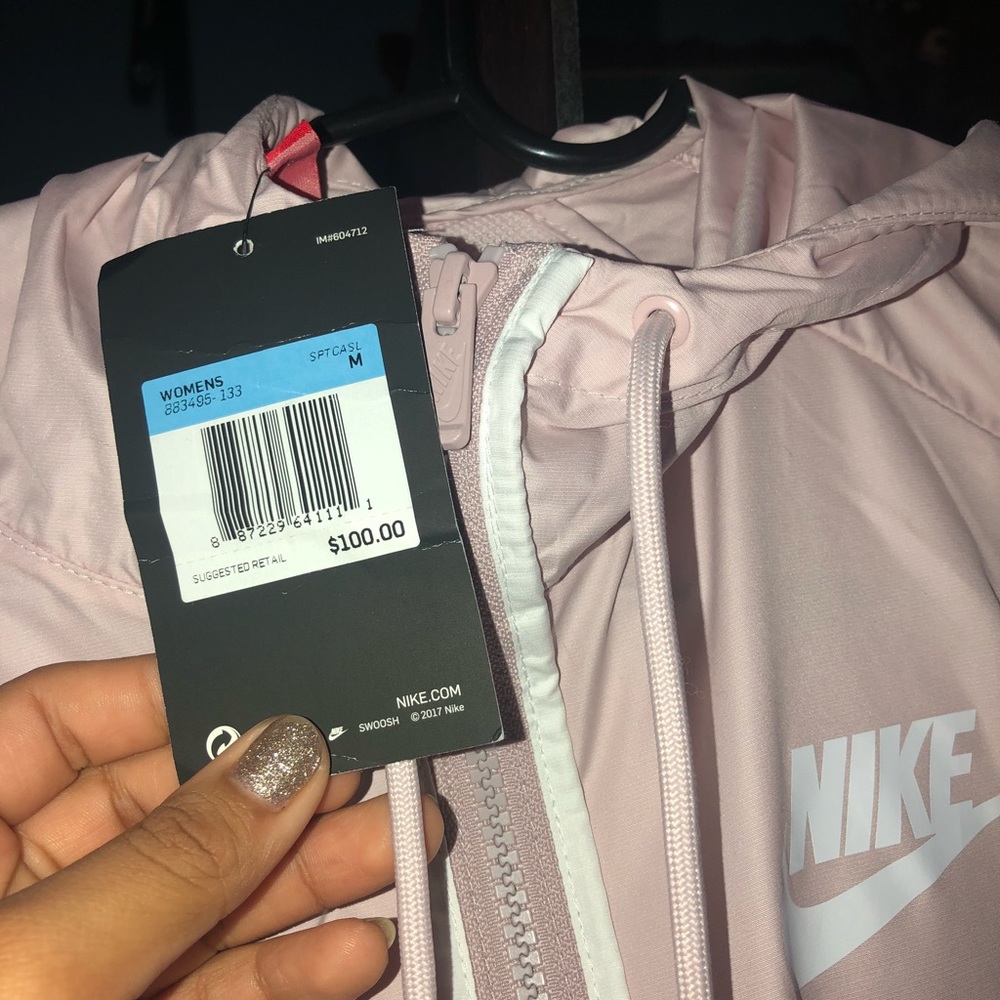 IM#604712
SPTCASL
WOMENS M
883495-133
8 87229 64111 1
SUGGESTED RETAIL $100.00
NIKE.COM
SWOOSH © 2017 Nike
NIKE
NIKE